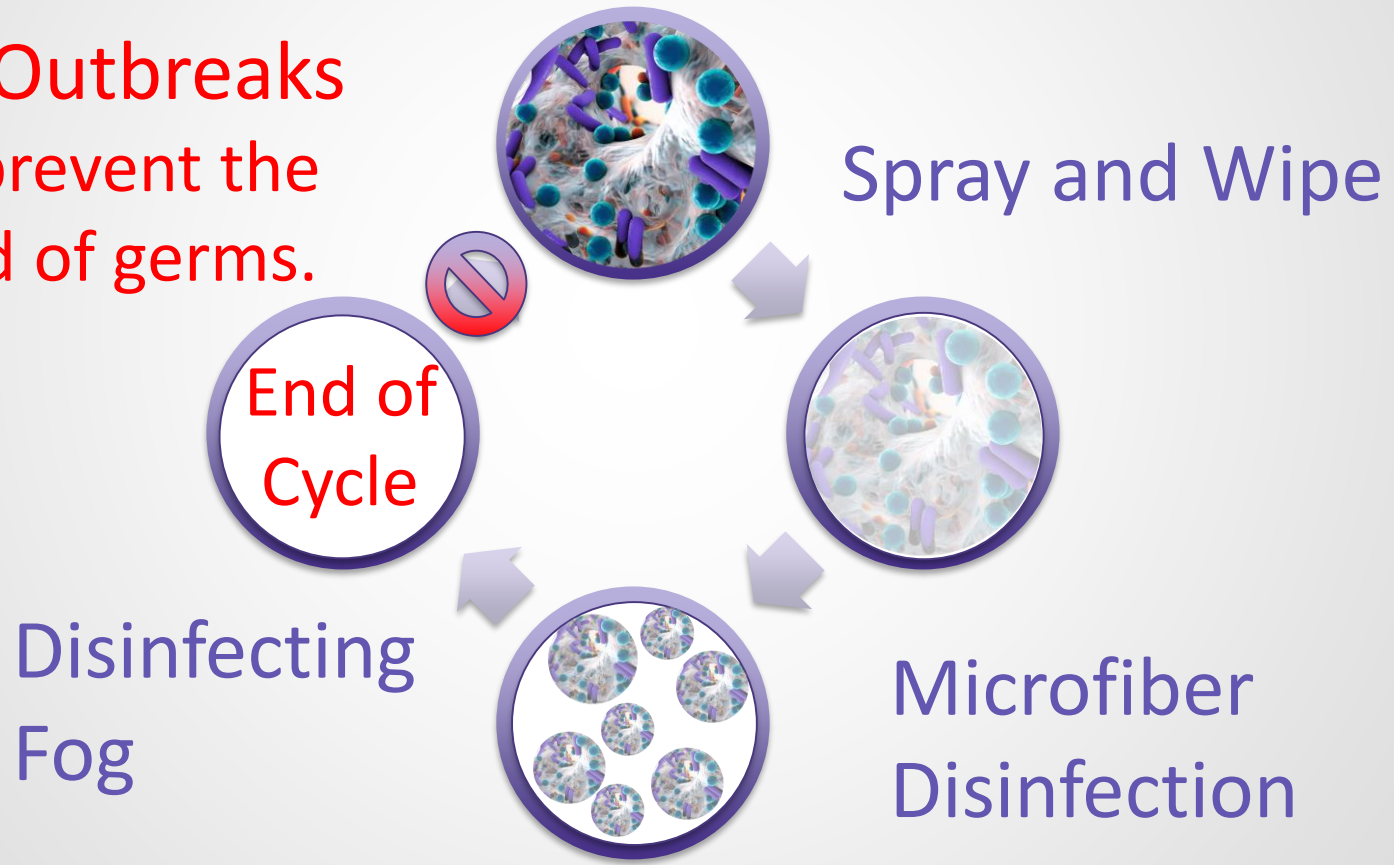 Outbreaks
prevent the
d of germs.
Spray and Wipe
End of
Cycle
Disinfecting
Fog
Microfiber
Disinfection